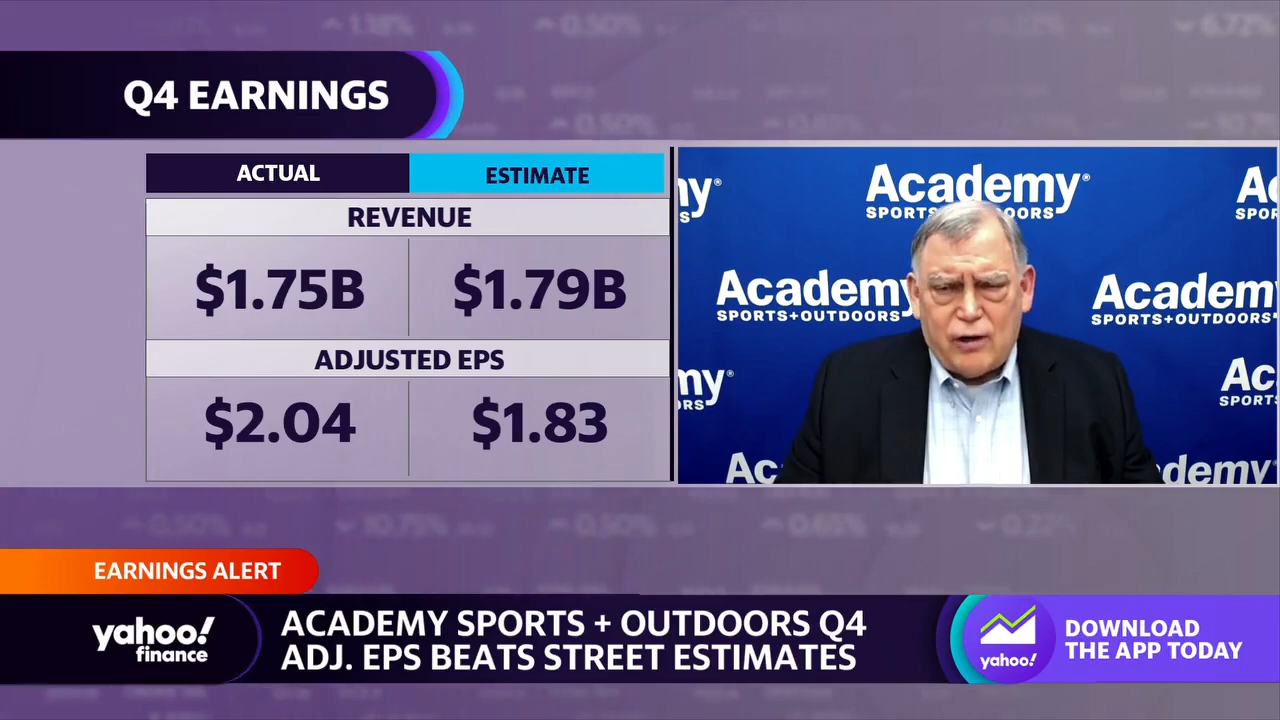 Q4 EARNINGS
ACTUAL ESTIMATE
REVENUE
$1.75B $1.79B
ADJUSTED EPS
$2.04 $1.83
Academy®
SPORTS+OUTDOORS
Academy
SPORTS+OUTDOORS
Academy
SPORTS+OUTDOORS
EARNINGS ALERT
yahoo!
finance
ACADEMY SPORTS + OUTDOORS Q4
ADJ. EPS BEATS STREET ESTIMATES
yahoo!
DOWNLOAD
THE APP TODAY